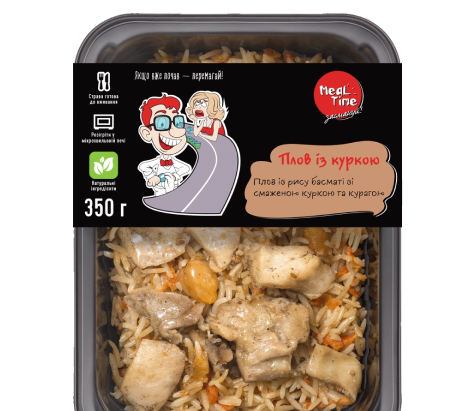 Якщо вже почав — перемагай!
Meal
Time
засмакуй!
Страва готова
до вживання
Розігріти у
мікрохвильовій печі
Натуральні
інгредієнти
350 г
Плов із куркою
Плов із рису басматі зі
смаженою куркою та курагою